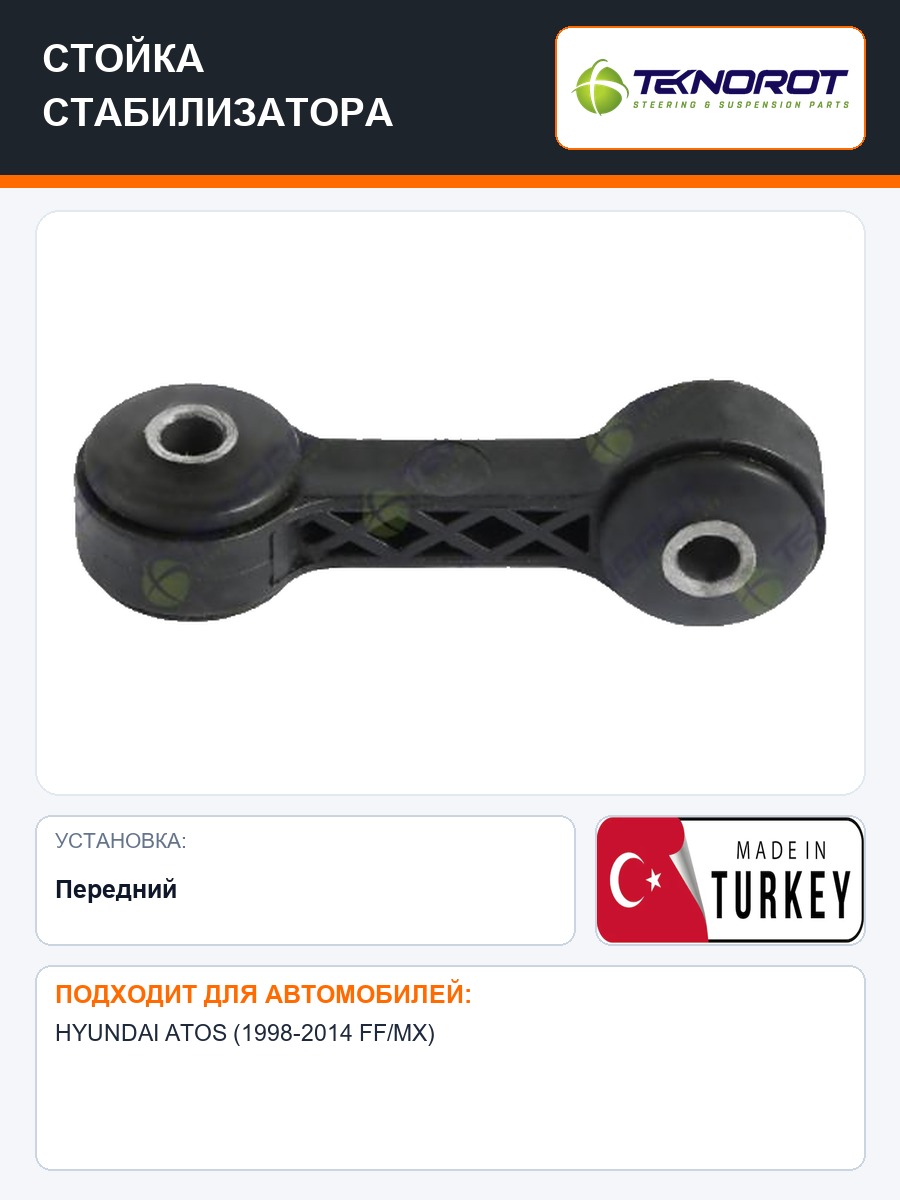 СТОЙКА
СТАБИЛИЗАТОРА
TEKNOROT
STEERING & SUSPENSION PARTS
УСТАНОВКА:
Передний
MADE IN
TURKEY
ПОДХОДИТ ДЛЯ АВТОМОБИЛЕЙ:
HYUNDAI ATOS (1998-2014 FF/MX)